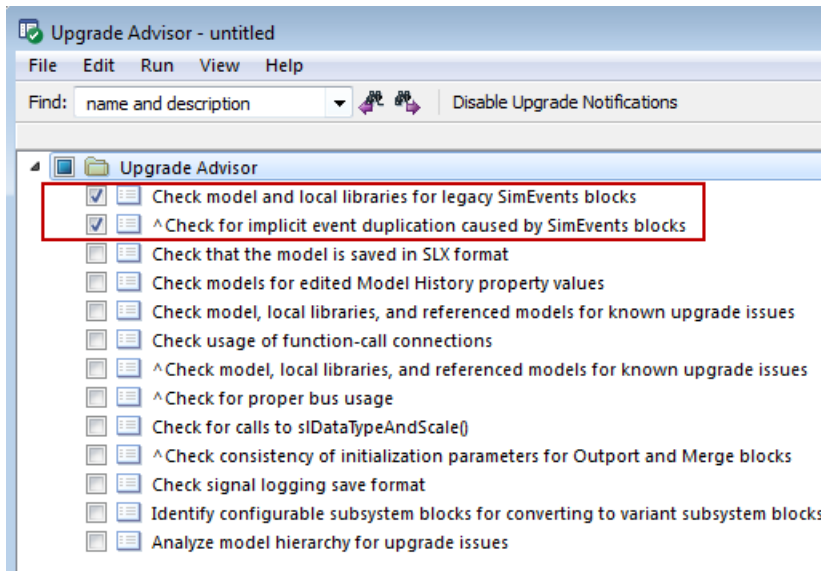 Upgrade Advisor - untitled
File Edit Run View Help
Find: name and description Disable Upgrade Notifications
Upgrade Advisor
Check model and local libraries for legacy SimEvents blocks
^Check for implicit event duplication caused by SimEvents blocks
Check that the model is saved in SLX format
Check models for edited Model History property values
Check model, local libraries, and referenced models for known upgrade issues
Check usage of function-call connections
^Check model, local libraries, and referenced models for known upgrade issues
^Check for proper bus usage
Check for calls to slDataTypeAndScale()
^Check consistency of initialization parameters for Outport and Merge blocks
Check signal logging save format
Identify configurable subsystem blocks for converting to variant subsystem blocks
Analyze model hierarchy for upgrade issues